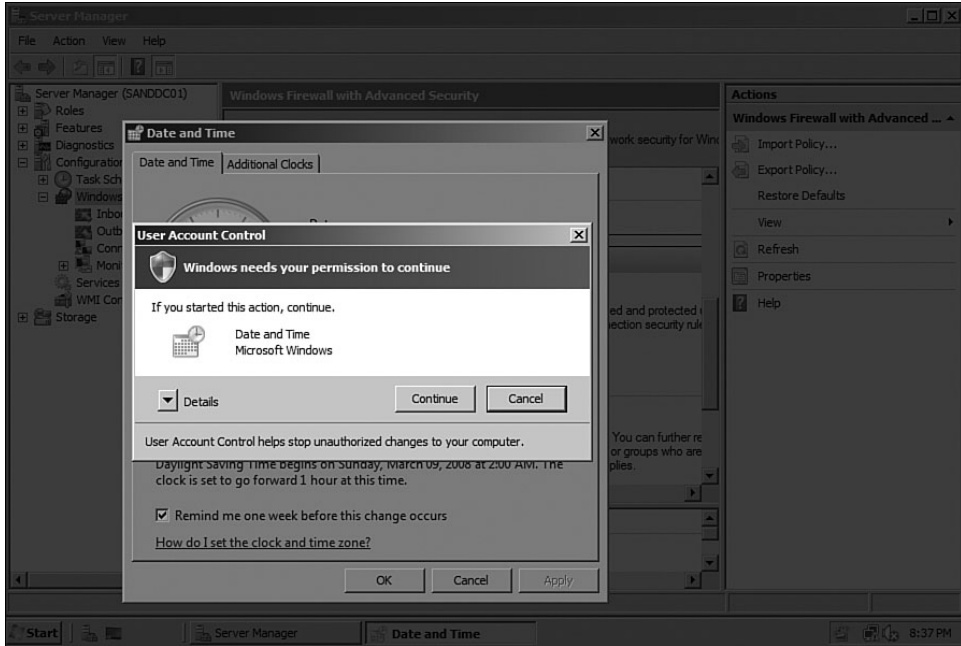 Server Manager
File Action View Help
Server Manager (SANDDC01)
Roles
Features
Diagnostics
Configuration
Task Sch
Windows
Inbo
Outb
Conn
Moni
Services
WMI Con
Storage
Windows Firewall with Advanced Security
work security for Wind
ed and protected
ection security rule
You can further re
or groups who are
plies.
Actions
Windows Firewall with Advanced ...
Import Policy...
Export Policy...
Restore Defaults
View
Refresh
Properties
Help
Date and Time
Date and Time Additional Clocks
User Account Control
Windows needs your permission to continue
If you started this action, continue.
Date and Time
Microsoft Windows
Details Continue Cancel
User Account Control helps stop unauthorized changes to your computer.
Daylight Saving Time begins on Sunday, March 09, 2008 at 2:00 AM. The
clock is set to go forward 1 hour at this time.
Remind me one week before this change occurs
How do I set the clock and time zone?
OK Cancel Apply
Start Server Manager Date and Time 8:37 PM